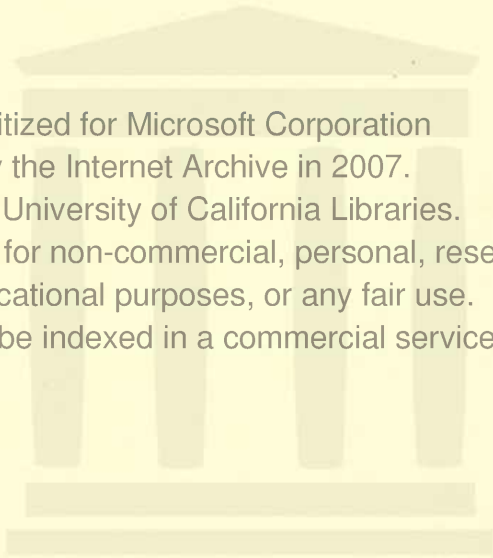 itized for Microsoft Corporation
the Internet Archive in 2007.
University of California Libraries.
for non-commercial, personal,
cational purposes, or any fair use.
be indexed in a commercial service